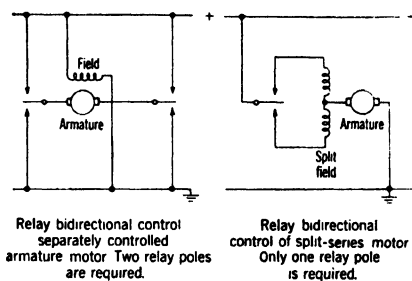 +
Field
Armature
Armature
Split
field
Relay bidirectional control
separately controlled
armature motor Two relay poles
are required.
Relay bidirectional
control of split-series motor
Only one relay pole
is required.